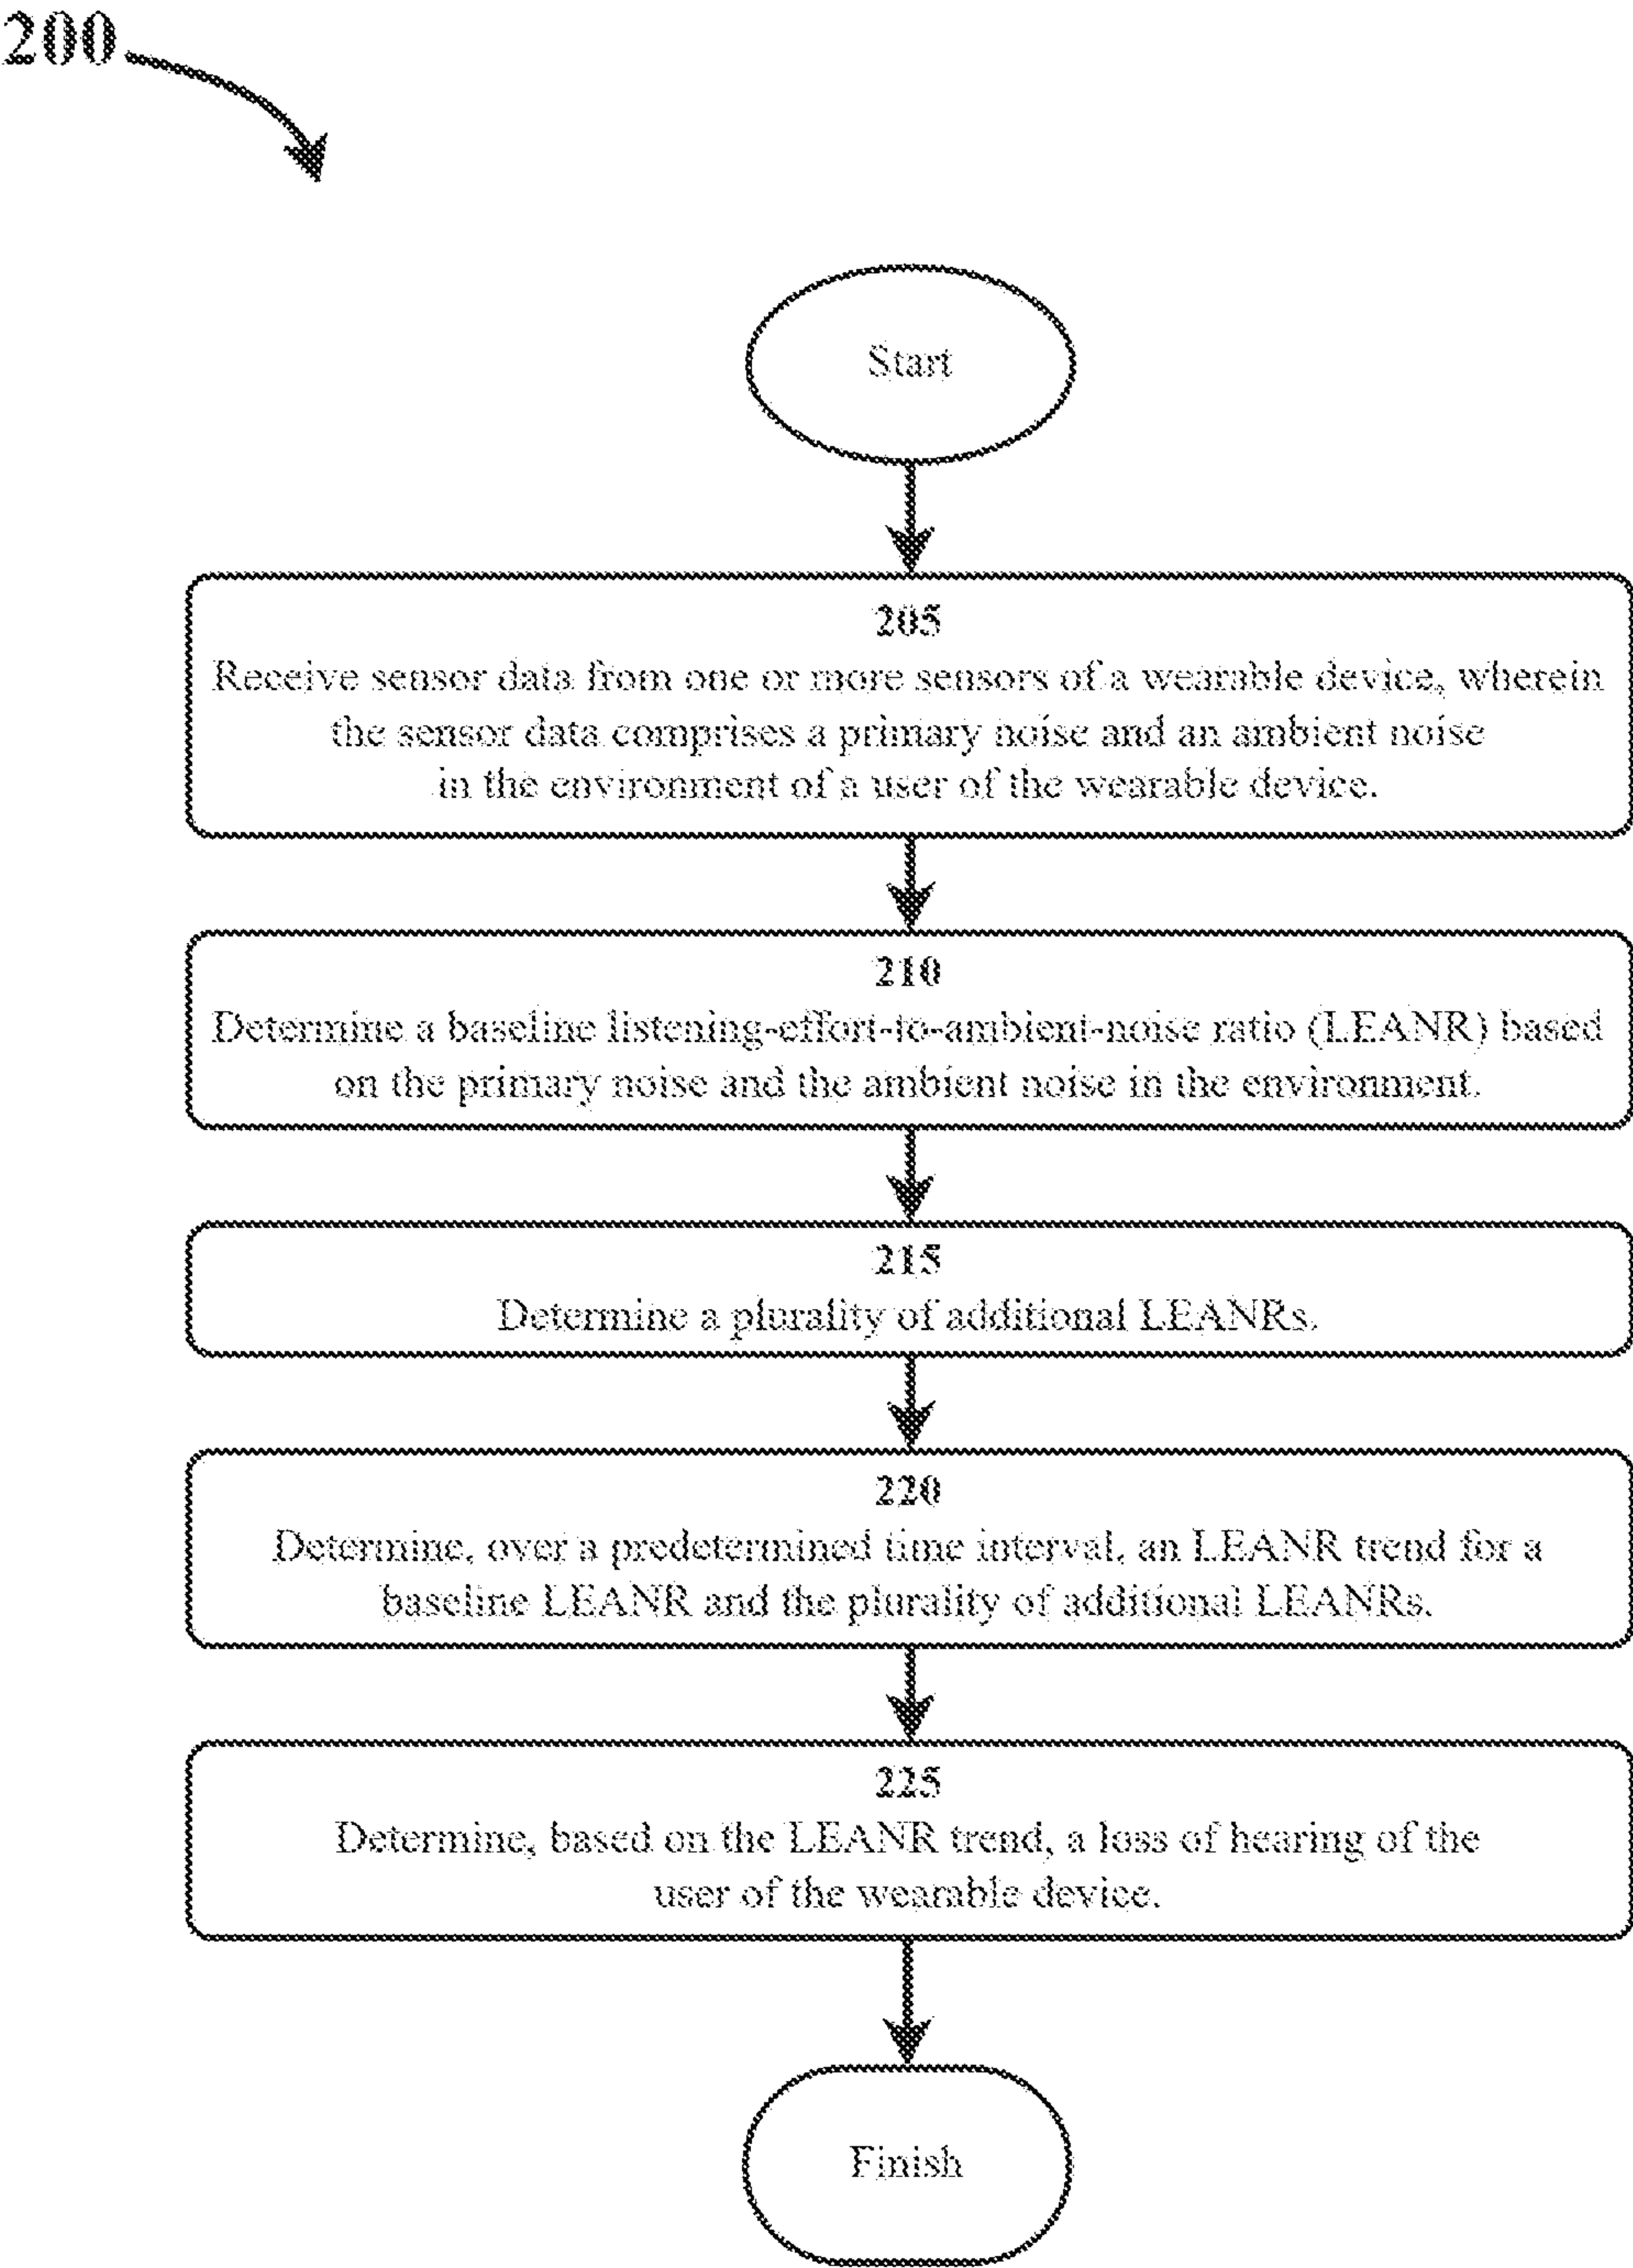 200
Start
205
Receive sensor data from one or more sensors of a wearable device, wherein
the sensor data comprises a primary noise and an ambient noise
in the environment of a user of the wearable device.
210
Determine a baseline listening-effort-to-ambient-noise ratio (LEANR) based
on the primary noise and the ambient noise in the environment.
215
Determine a plurality of additional LEANRs.
220
Determine, over a predetermined time interval, an LEANR trend for a
baseline LEANR and the plurality of additional LEANRs.
225
Determine, based on the LEANR trend, a loss of hearing of the
user of the wearable device.
Finish